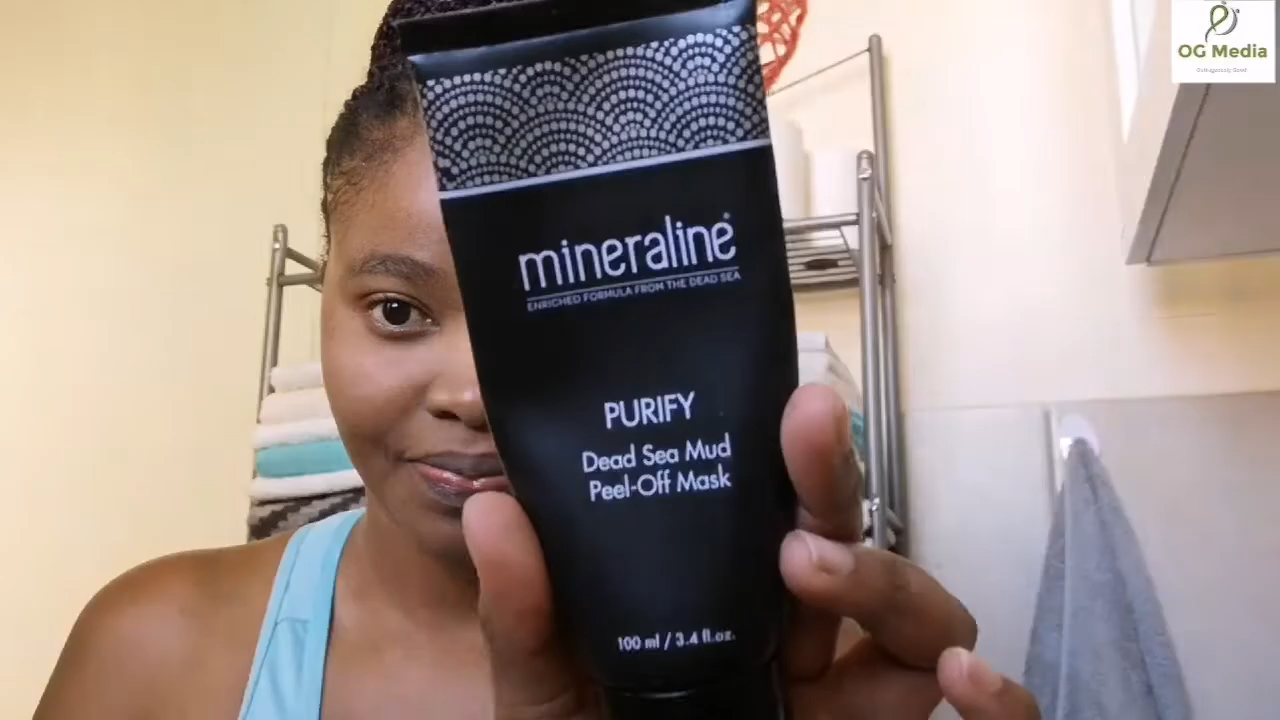 OG Media
mineraline®
ENRICHED FORMULA FROM THE DEAD SEA
PURIFY
Dead Sea Mud
Peel-Off Mask
100 ml / 3.4 fl.oz.